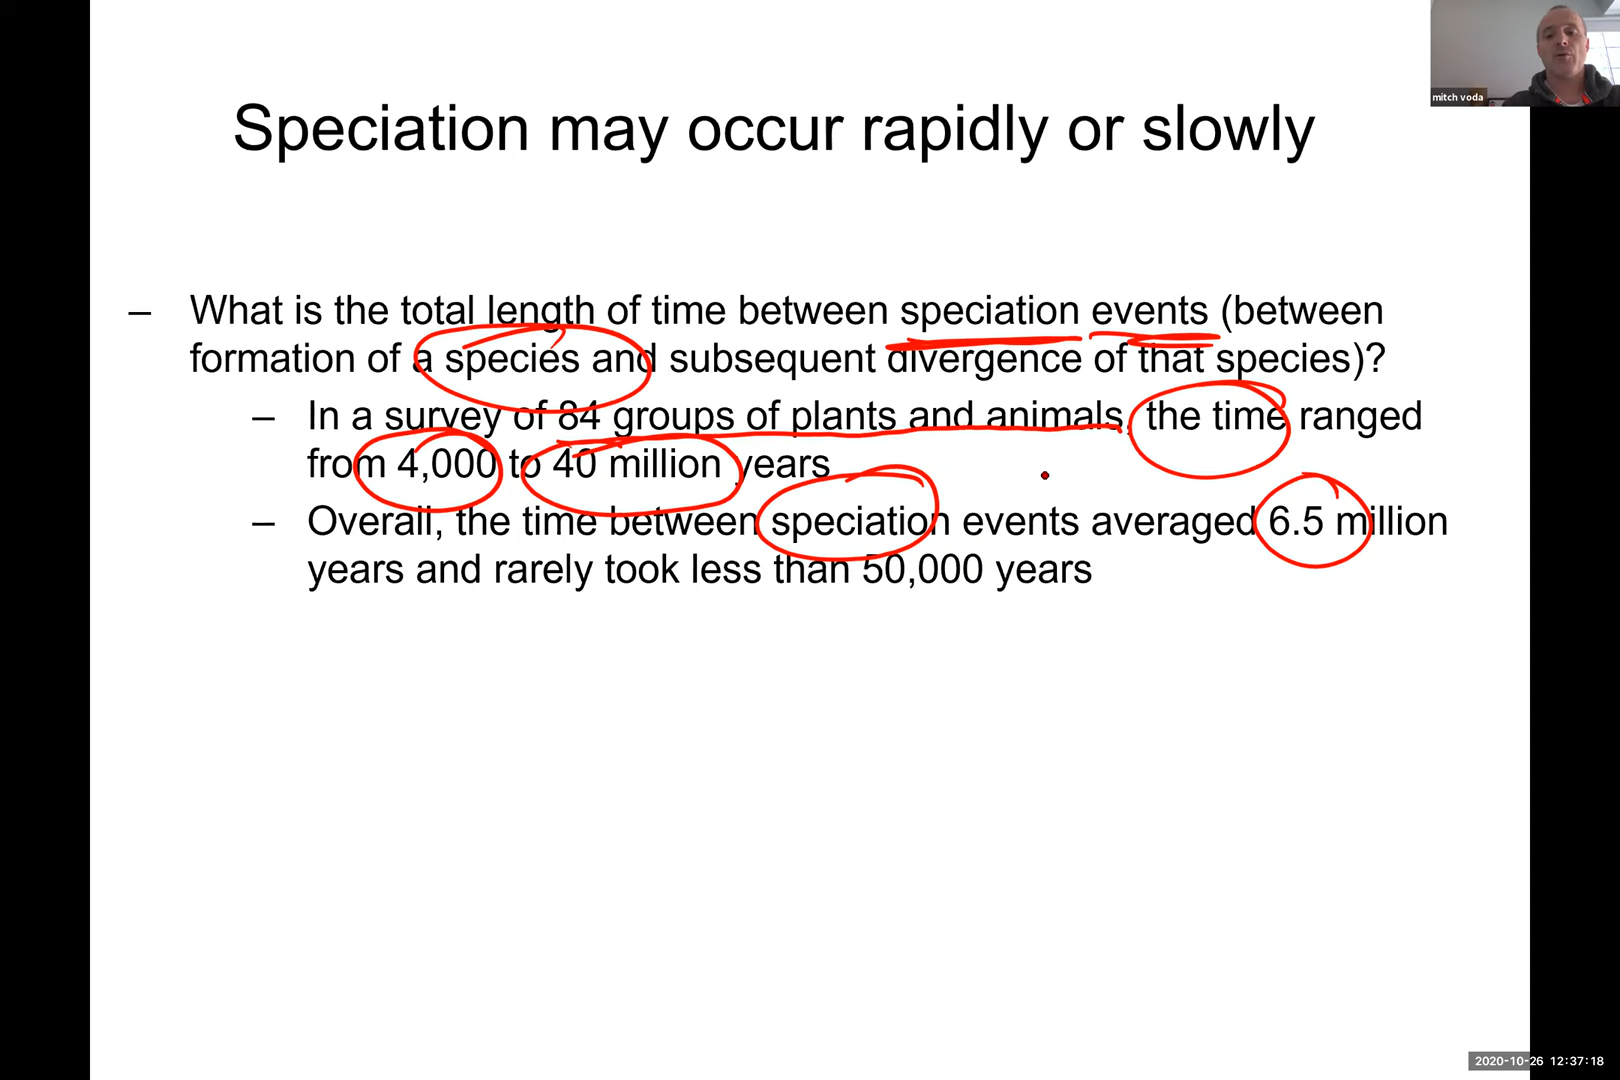 mitch voda
Speciation may occur rapidly or slowly
– What is the total length of time between speciation events (between
formation of a species and subsequent divergence of that species)?
– In a survey of 84 groups of plants and animals, the time ranged
from 4,000 to 40 million years
– Overall, the time between speciation events averaged 6.5 million
years and rarely took less than 50,000 years
2020-10-26 12:37:18